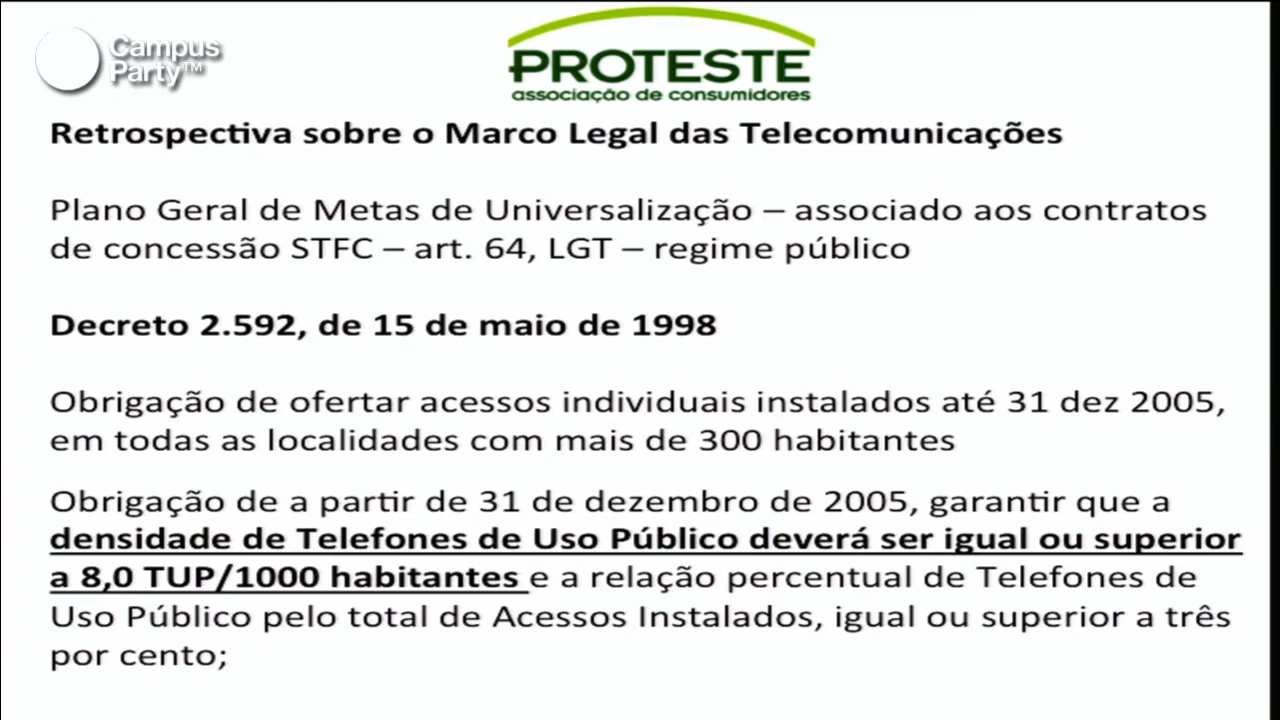 Campus
Party™
PROTESTE
associação de consumidores
Retrospectiva sobre o Marco Legal das Telecomunicações
Plano Geral de Metas de Universalização – associado aos contratos
de concessão STFC – art. 64, LGT – regime público
Decreto 2.592, de 15 de maio de 1998
Obrigação de ofertar acessos individuais instalados até 31 dez 2005,
em todas as localidades com mais de 300 habitantes
Obrigação de a partir de 31 de dezembro de 2005, garantir que a
densidade de Telefones de Uso Público deverá ser igual ou superior
a 8,0 TUP/1000 habitantes e a relação percentual de Telefones de
Uso Público pelo total de Acessos Instalados, igual ou superior a três
por cento;